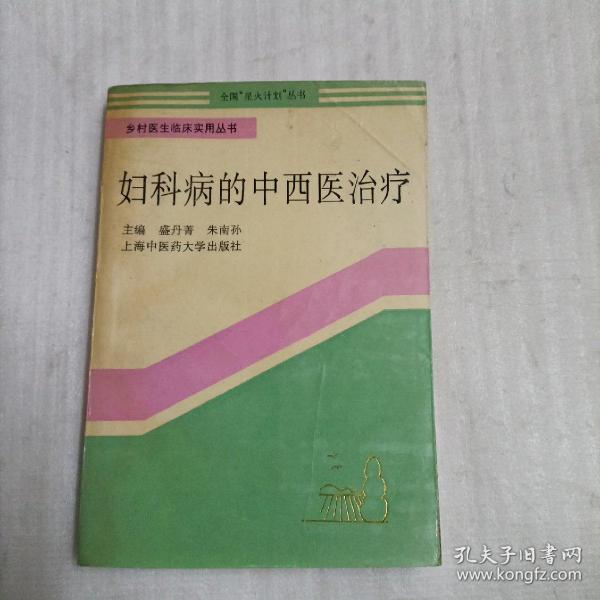 全国“星火计划”丛书
乡村医生临床实用丛书
妇科病的中西医治疗
主编 盛丹菁 朱南孙
上海中医药大学出版社
孔夫子旧书网
www.kongfz.com